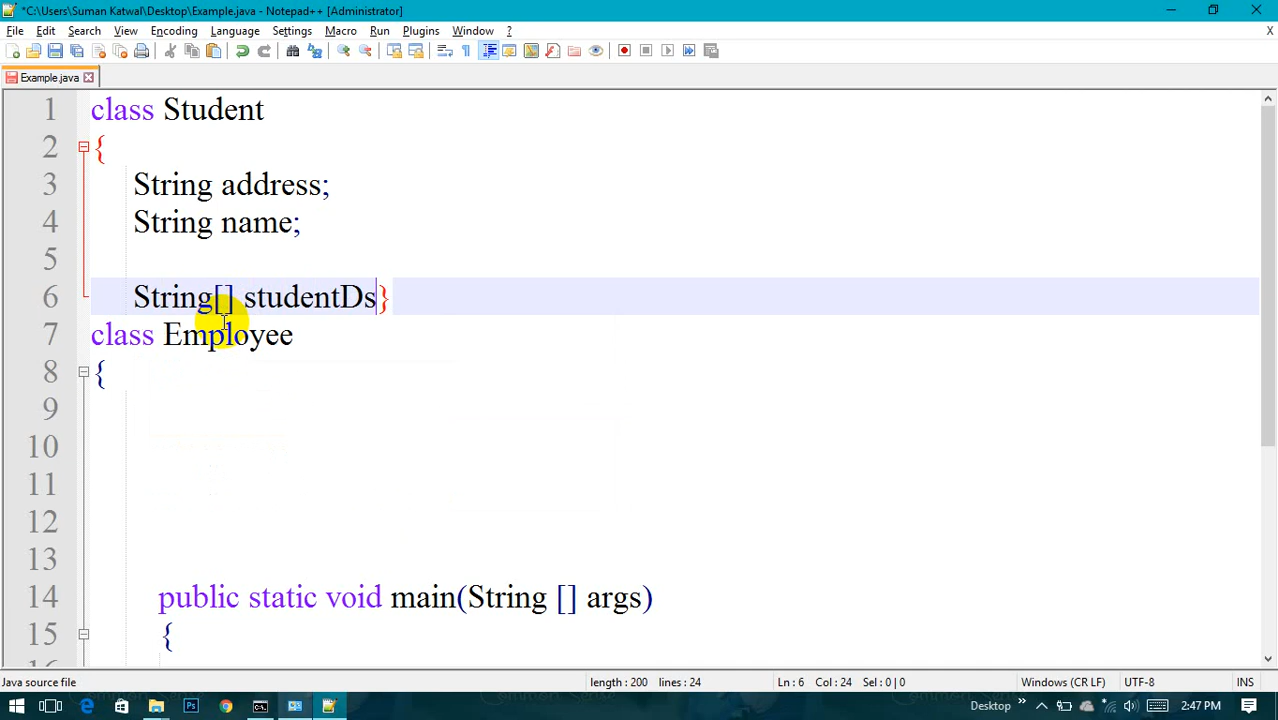 *C:\Users\Suman Katwal\Desktop\Example.java - Notepad++ [Administrator]
File Edit Search View Encoding Language Settings Macro Run Plugins Window ? X
Example.java
1 class Student
2 {
3 String address;
4 String name;
5
6 String[] studentDs}
7 class Employee
8 {
9
10
11
12
13
14 public static void main(String [] args)
15 {
16
Java source file length : 200 lines : 24 Ln : 6 Col : 24 Sel : 0 | 0 Windows (CR LF) UTF-8 INS
Desktop 2:47 PM